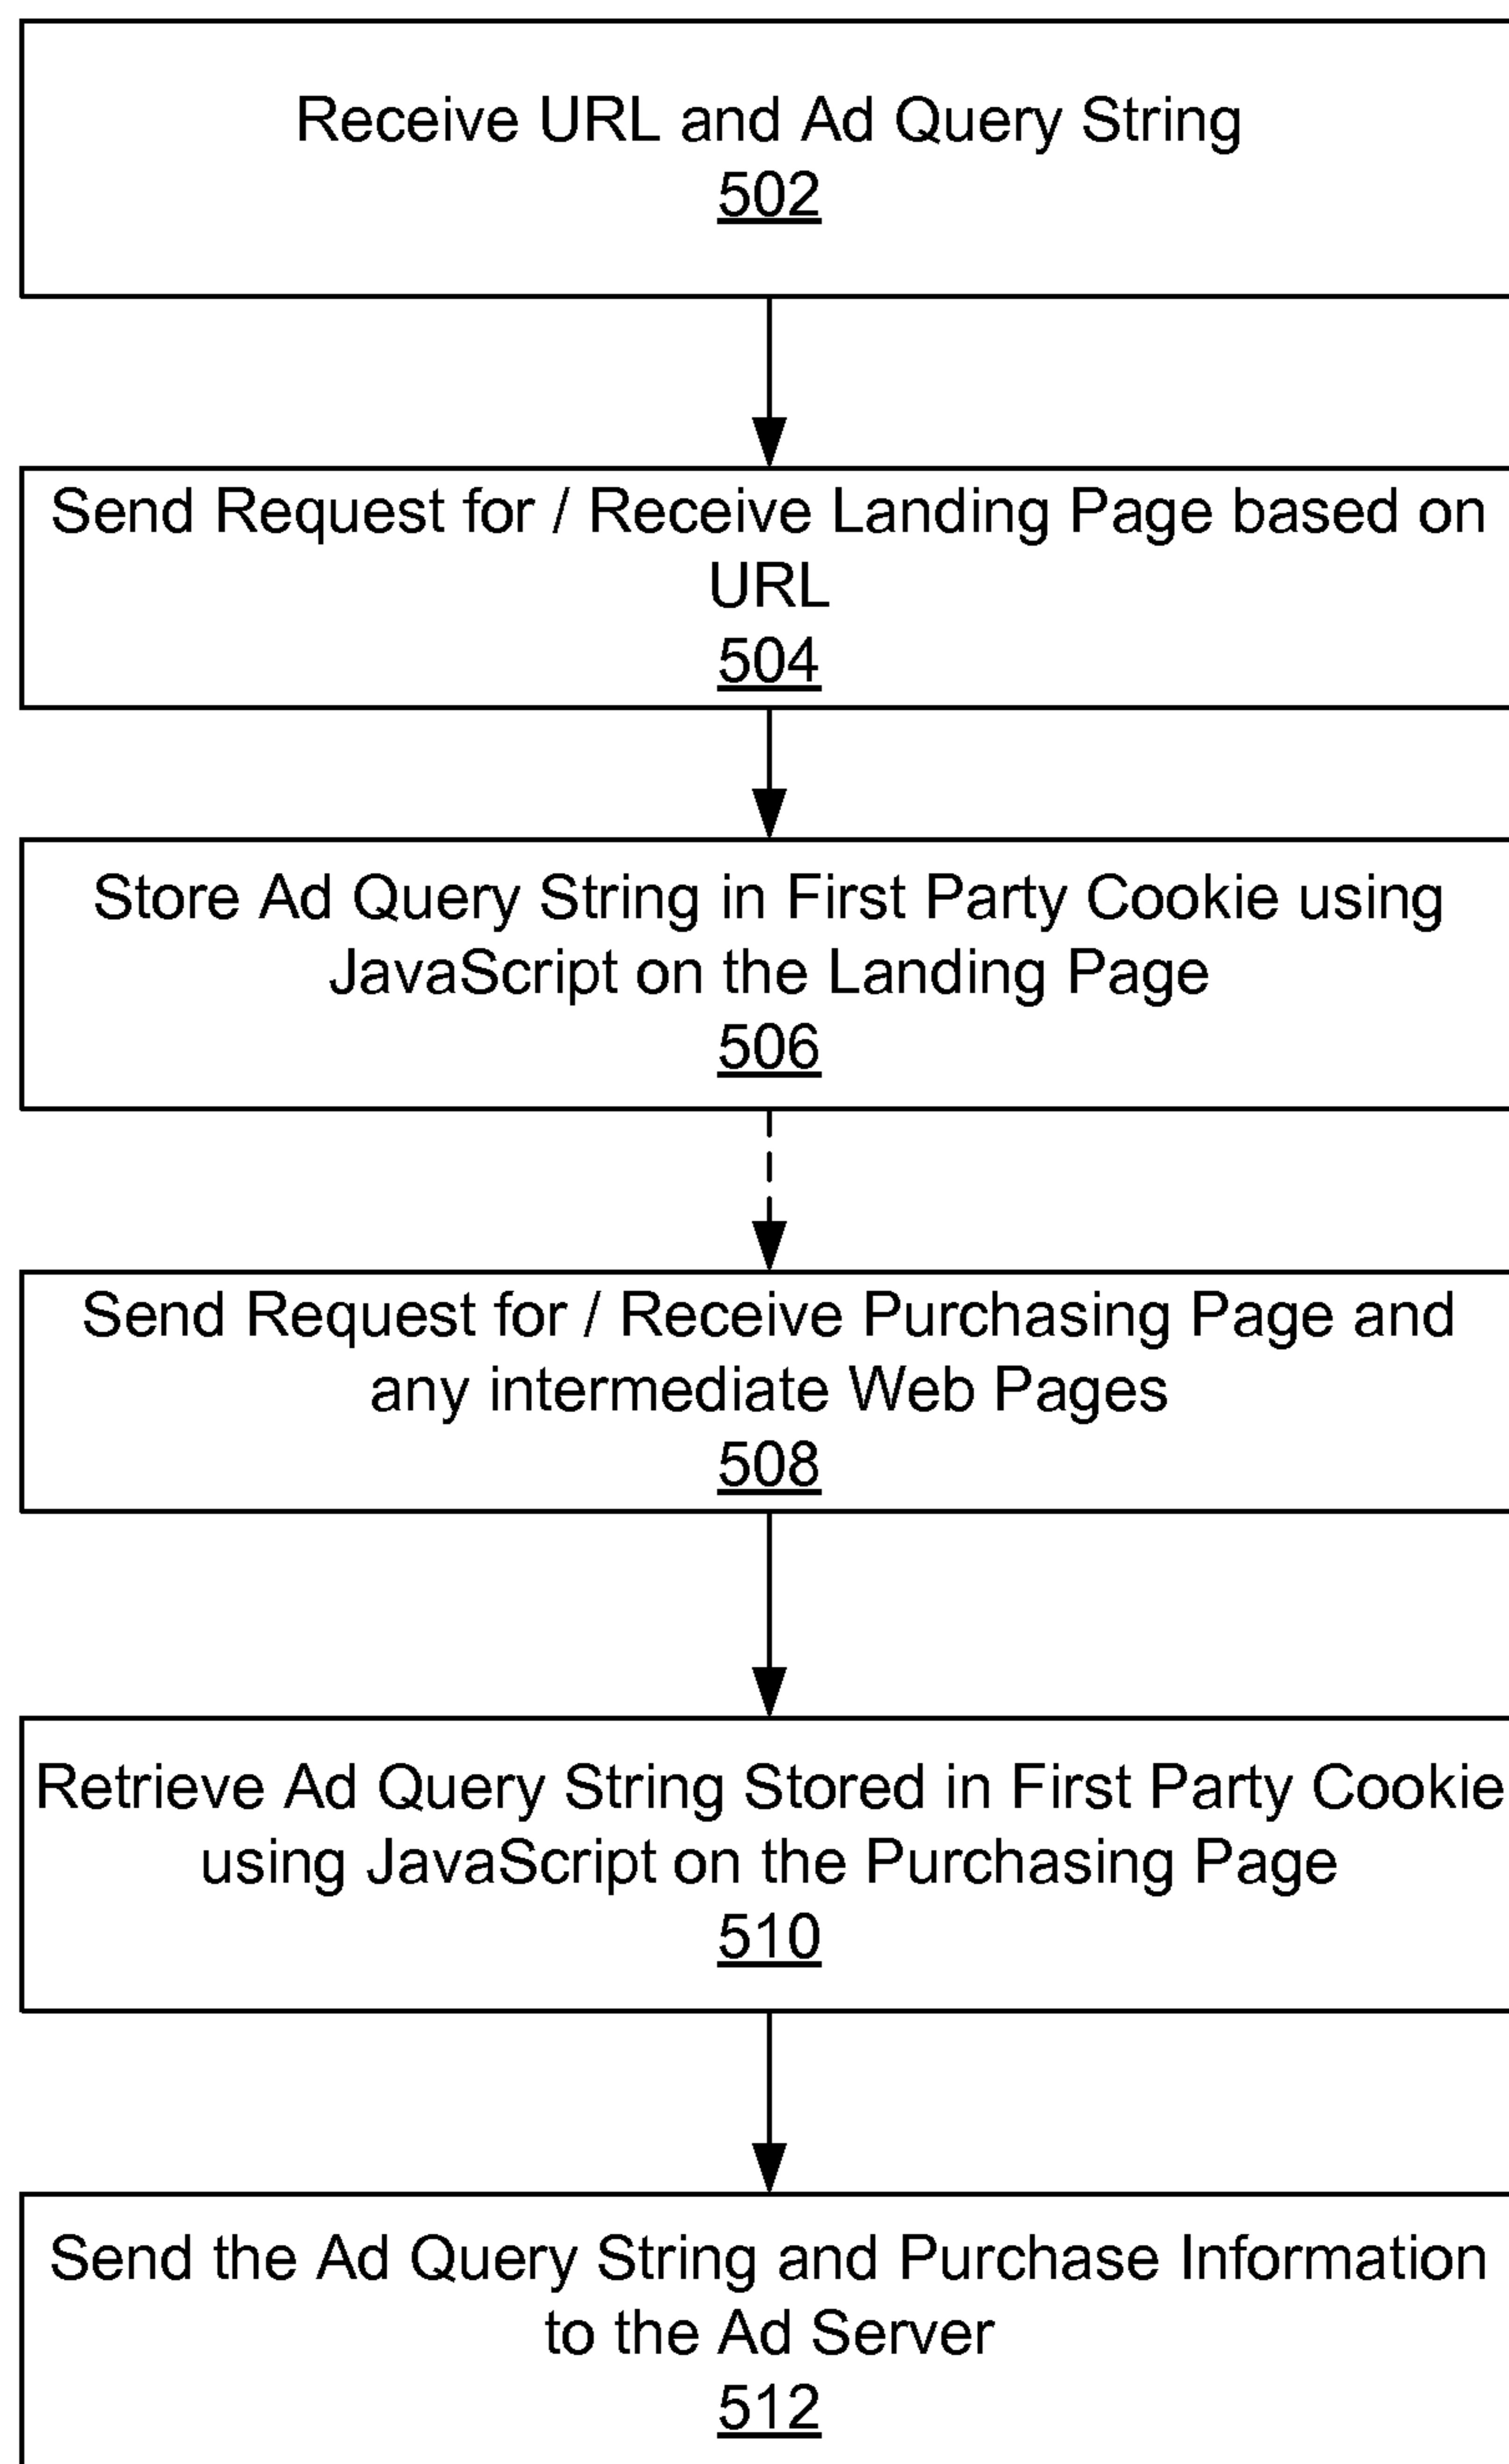 Receive URL and Ad Query String
502
Send Request for / Receive Landing Page based on
URL
504
Store Ad Query String in First Party Cookie using
JavaScript on the Landing Page
506
Send Request for / Receive Purchasing Page and
any intermediate Web Pages
508
Retrieve Ad Query String Stored in First Party Cookie
using JavaScript on the Purchasing Page
510
Send the Ad Query String and Purchase Information
to the Ad Server
512